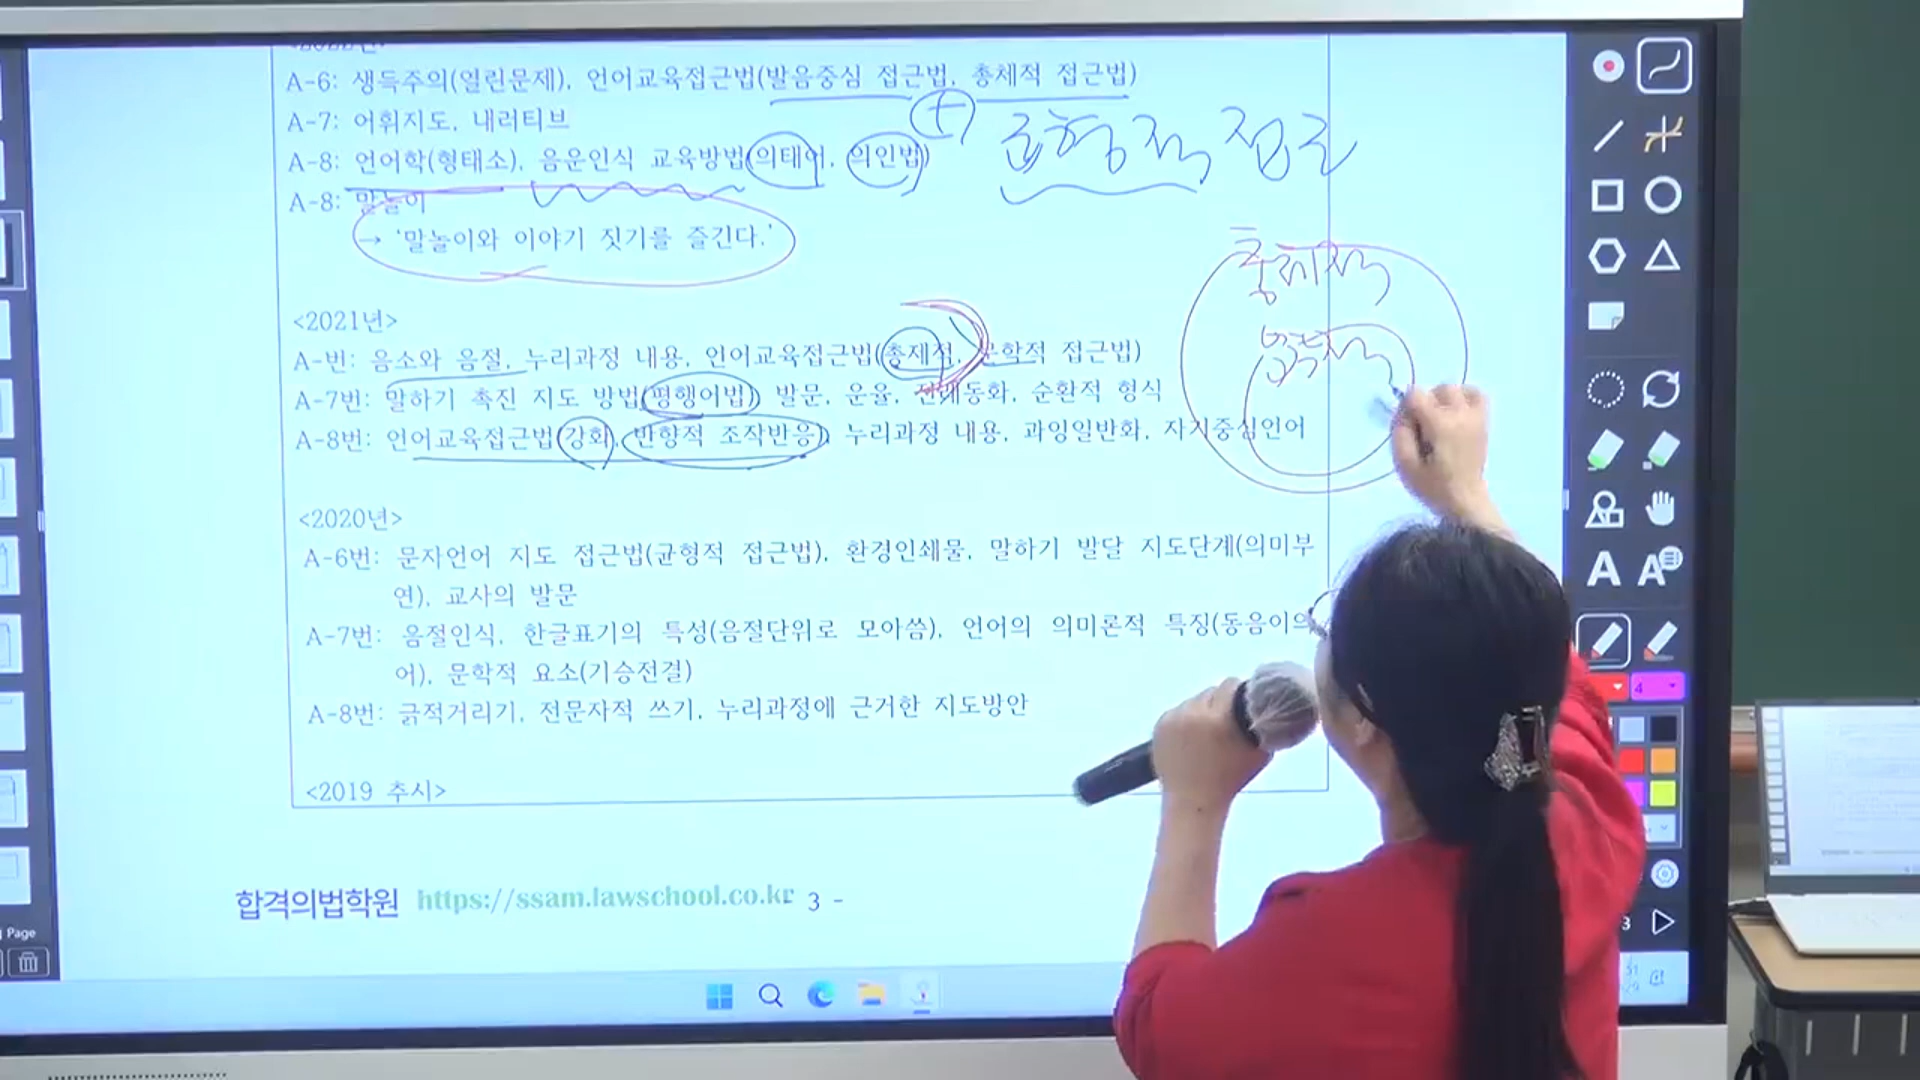 A-6: 생득주의(열린문제), 언어교육접근법(발음중심 접근법, 총체적 접근법)
A-7: 어휘지도, 내러티브
A-8: 언어학(형태소), 음운인식 교육방법(의태어, 의인법)
균형적 접근
A-8: 말놀이
→ '말놀이와 이야기 짓기를 즐긴다.'
총체적
문학적
<2021년>
A-번: 음소와 음절, 누리과정 내용, 언어교육접근법(총체적, 문학적 접근법)
A-7번: 말하기 촉진 지도 방법(평행어법) 발문, 운율, 전래동화, 순환적 형식
A-8번: 언어교육접근법(강화, 반향적 조작반응), 누리과정 내용, 과잉일반화, 자기중심언어
<2020년>
A-6번: 문자언어 지도 접근법(균형적 접근법), 환경인쇄물, 말하기 발달 지도단계(의미부
연), 교사의 발문
A-7번: 음절인식, 한글표기의 특성(음절단위로 모아씀), 언어의 의미론적 특징(동음이의
어), 문학적 요소(기승전결)
A-8번: 긁적거리기, 전문자적 쓰기, 누리과정에 근거한 지도방안
<2019 추시>
합격의법학원 https://ssam.lawschool.co.kr - 3 -
Page